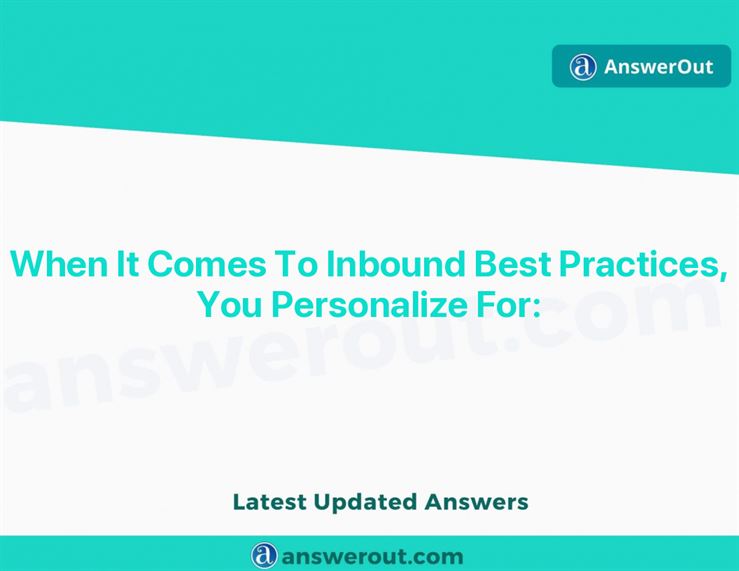 AnswerOut
When It Comes To Inbound Best Practices,
You Personalize For:
answerout.com
Latest Updated Answers
answerout.com